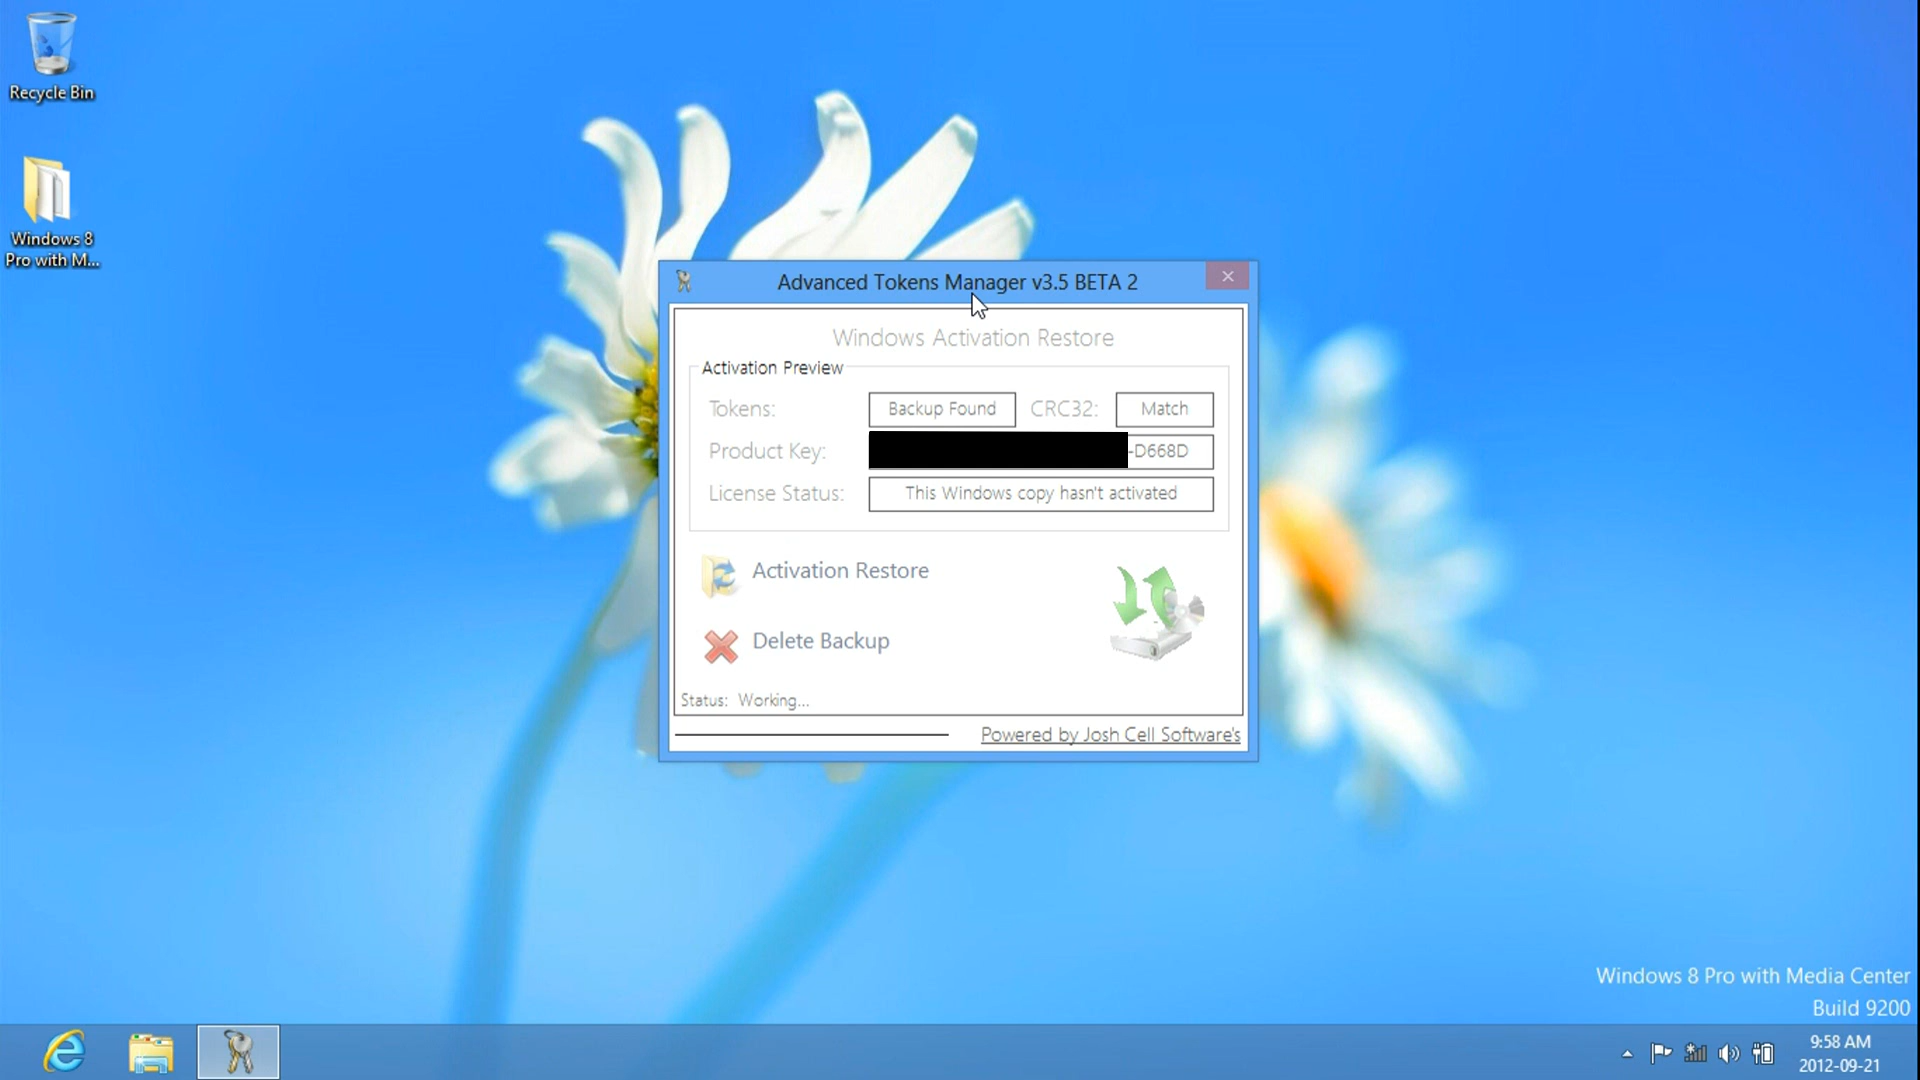 Recycle Bin
Windows 8
Pro with M...
Advanced Tokens Manager v3.5 BETA 2
Windows Activation Restore
Activation Preview
Tokens: Backup Found CRC32: Match
Product Key: -D668D
License Status: This Windows copy hasn't activated
Activation Restore
Delete Backup
Status: Working...
Powered by Josh Cell Software's
Windows 8 Pro with Media Center
Build 9200
9:58 AM
2012-09-21